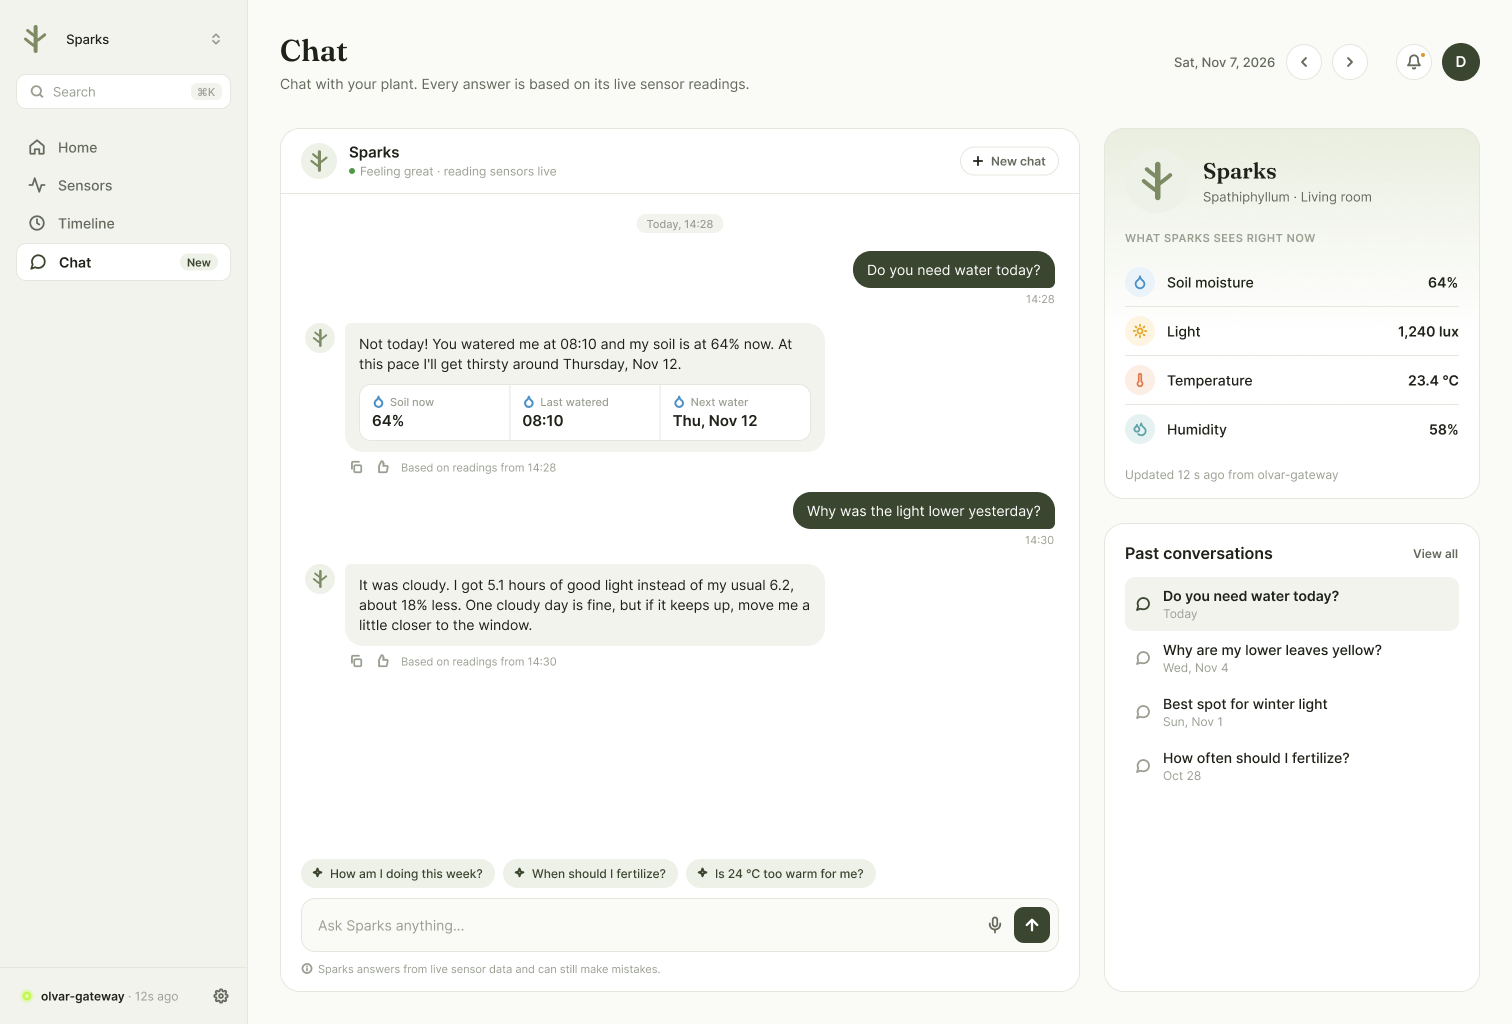 Sparks
Search
⌘K
Home
Sensors
Timeline
Chat
New
olvar-gateway · 12s ago
Chat
Chat with your plant. Every answer is based on its live sensor readings.
Sat, Nov 7, 2026
D
Sparks
Feeling great · reading sensors live
New chat
Today, 14:28
Do you need water today?
14:28
Not today! You watered me at 08:10 and my soil is at 64% now. At
this pace I'll get thirsty around Thursday, Nov 12.
Soil now
64%
Last watered
08:10
Next water
Thu, Nov 12
Based on readings from 14:28
Why was the light lower yesterday?
14:30
It was cloudy. I got 5.1 hours of good light instead of my usual 6.2,
about 18% less. One cloudy day is fine, but if it keeps up, move me a
little closer to the window.
Based on readings from 14:30
How am I doing this week?
When should I fertilize?
Is 24 °C too warm for me?
Ask Sparks anything...
Sparks answers from live sensor data and can still make mistakes.
Sparks
Spathiphyllum · Living room
WHAT SPARKS SEES RIGHT NOW
Soil moisture
64%
Light
1,240 lux
Temperature
23.4 °C
Humidity
58%
Updated 12 s ago from olvar-gateway
Past conversations
View all
Do you need water today?
Today
Why are my lower leaves yellow?
Wed, Nov 4
Best spot for winter light
Sun, Nov 1
How often should I fertilize?
Oct 28